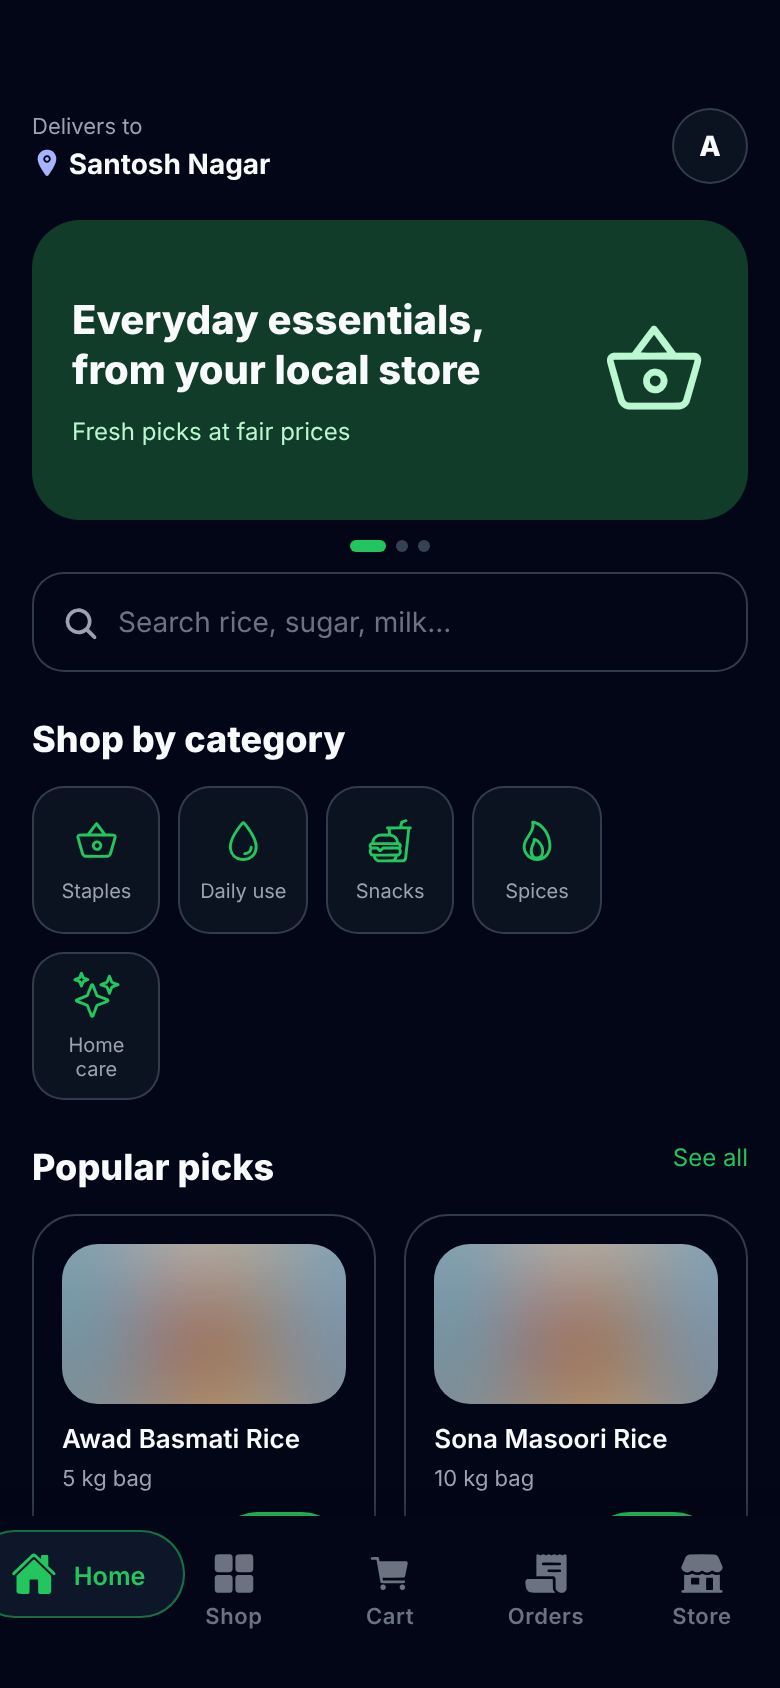 Delivers to
Santosh Nagar
A
Everyday essentials,
from your local store
Fresh picks at fair prices
Search rice, sugar, milk...
Shop by category
Staples
Daily use
Snacks
Spices
Home
care
Popular picks
See all
Awad Basmati Rice
5 kg bag
Sona Masoori Rice
10 kg bag
Home
Shop
Cart
Orders
Store